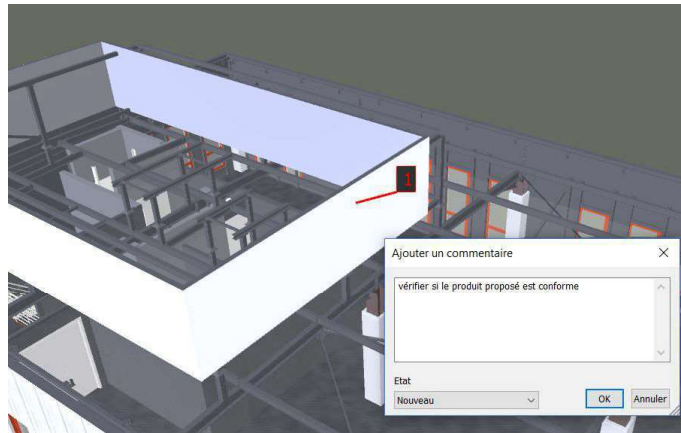 1
Ajouter un commentaire
vérifier si le produit proposé est conforme
Etat
Nouveau
OK Annuler